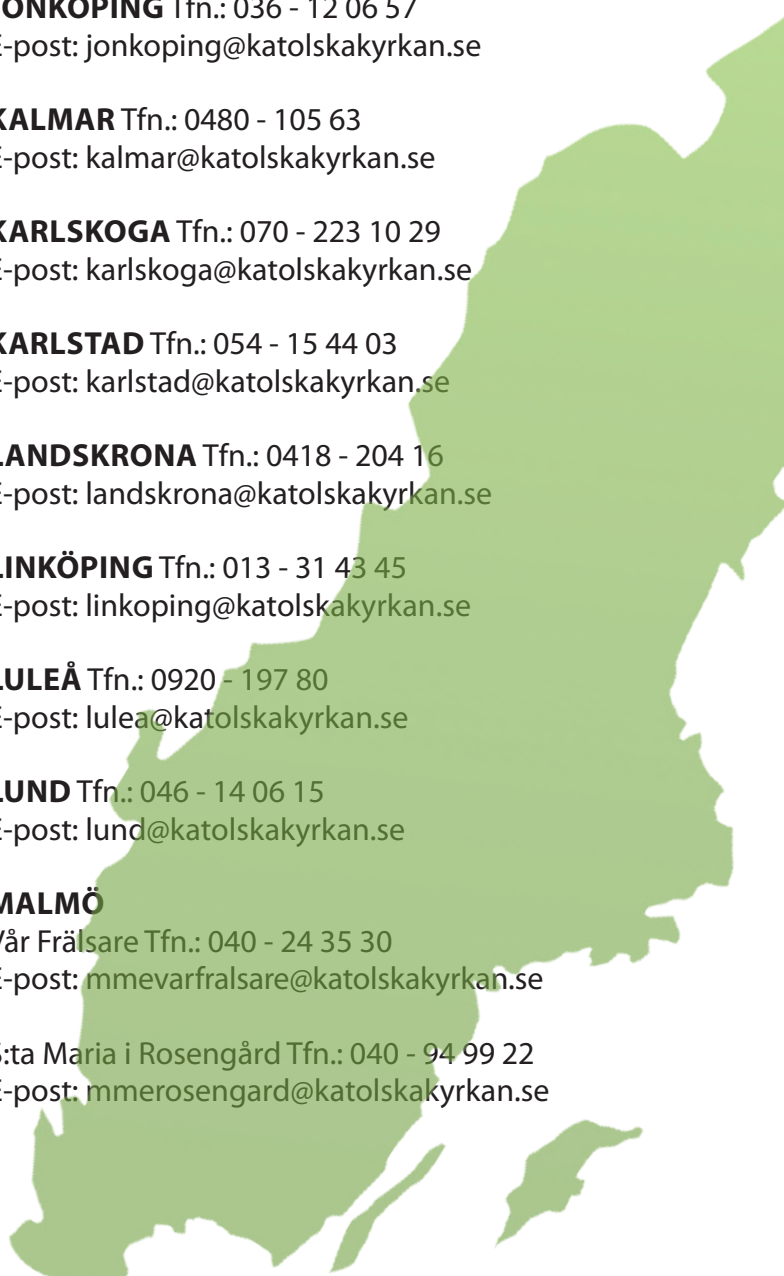 JÖNKÖPING Tfn.: 036 - 12 06 57
E-post: jonkoping@katolskakyrkan.se
KALMAR Tfn.: 0480 - 105 63
E-post: kalmar@katolskakyrkan.se
KARLSKOGA Tfn.: 070 - 223 10 29
E-post: karlskoga@katolskakyrkan.se
KARLSTAD Tfn.: 054 - 15 44 03
E-post: karlstad@katolskakyrkan.se
LANDSKRONA Tfn.: 0418 - 204 16
E-post: landskrona@katolskakyrkan.se
LINKÖPING Tfn.: 013 - 31 43 45
E-post: linkoping@katolskakyrkan.se
LULEÅ Tfn.: 0920 - 197 80
E-post: lulea@katolskakyrkan.se
LUND Tfn.: 046 - 14 06 15
E-post: lund@katolskakyrkan.se
MALMÖ
Vår Frälsare Tfn.: 040 - 24 35 30
E-post: mmevarfralsare@katolskakyrkan.se
S:ta Maria i Rosengård Tfn.: 040 - 94 99 22
E-post: mmerosengard@katolskakyrkan.se